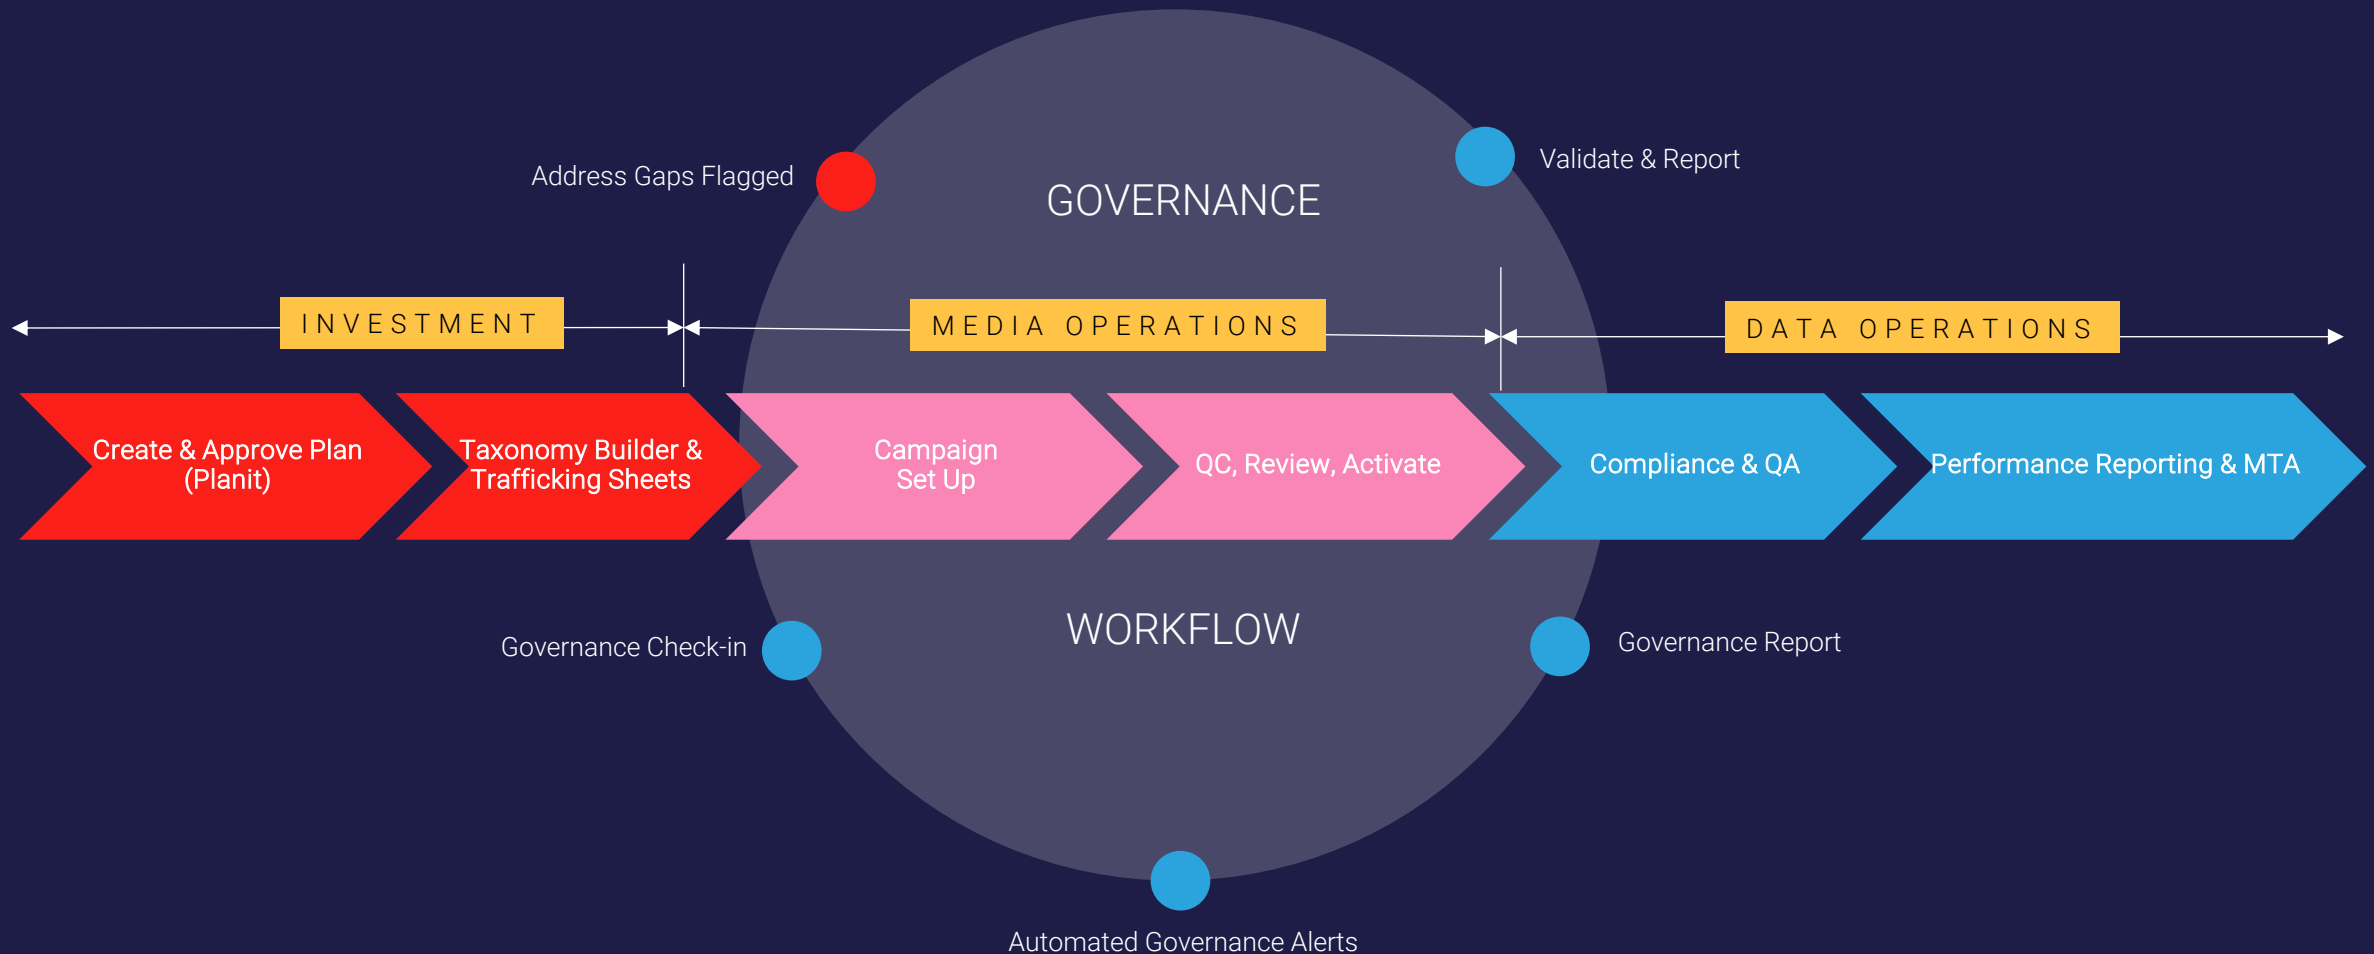 Address Gaps Flagged
Validate & Report
GOVERNANCE
INVESTMENT
MEDIA OPERATIONS
DATA OPERATIONS
Create & Approve Plan
(Planit)
Taxonomy Builder &
Trafficking Sheets
Campaign
Set Up
QC, Review, Activate
Compliance & QA
Performance Reporting & MTA
Governance Check-in
WORKFLOW
Governance Report
Automated Governance Alerts